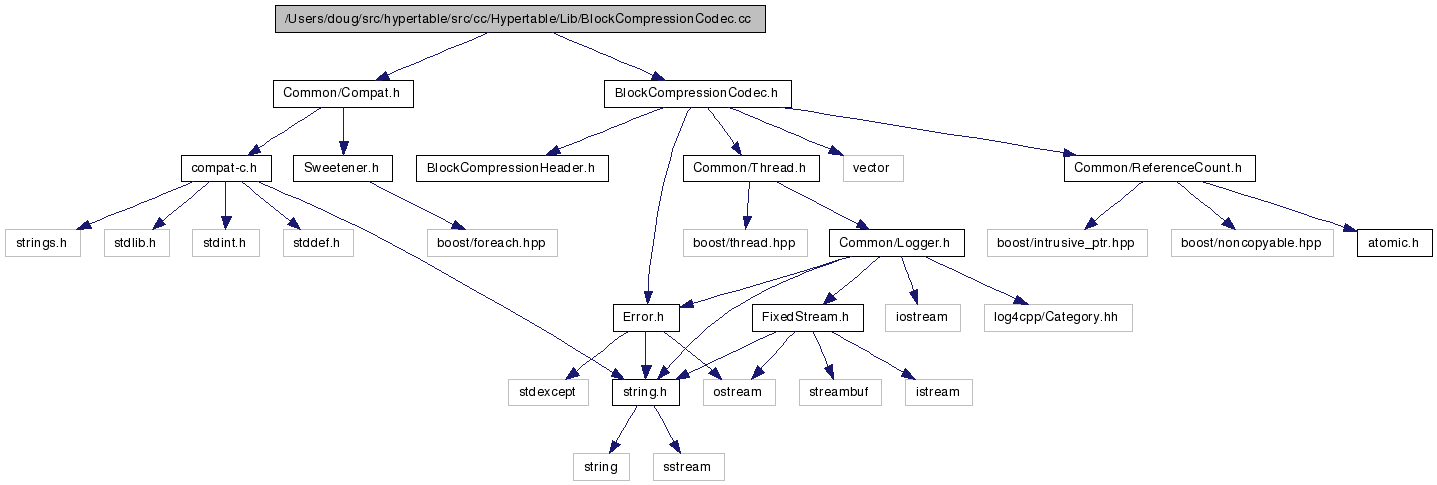 /Users/doug/src/hypertable/src/cc/Hypertable/Lib/BlockCompressionCodec.cc
Common/Compat.h
BlockCompressionCodec.h
compat-c.h
Sweetener.h
BlockCompressionHeader.h
Common/Thread.h
vector
Common/ReferenceCount.h
strings.h
stdlib.h
stdint.h
stddef.h
boost/foreach.hpp
boost/thread.hpp
Common/Logger.h
boost/intrusive_ptr.hpp
boost/noncopyable.hpp
atomic.h
Error.h
FixedStream.h
iostream
log4cpp/Category.hh
stdexcept
string.h
ostream
streambuf
istream
string
sstream